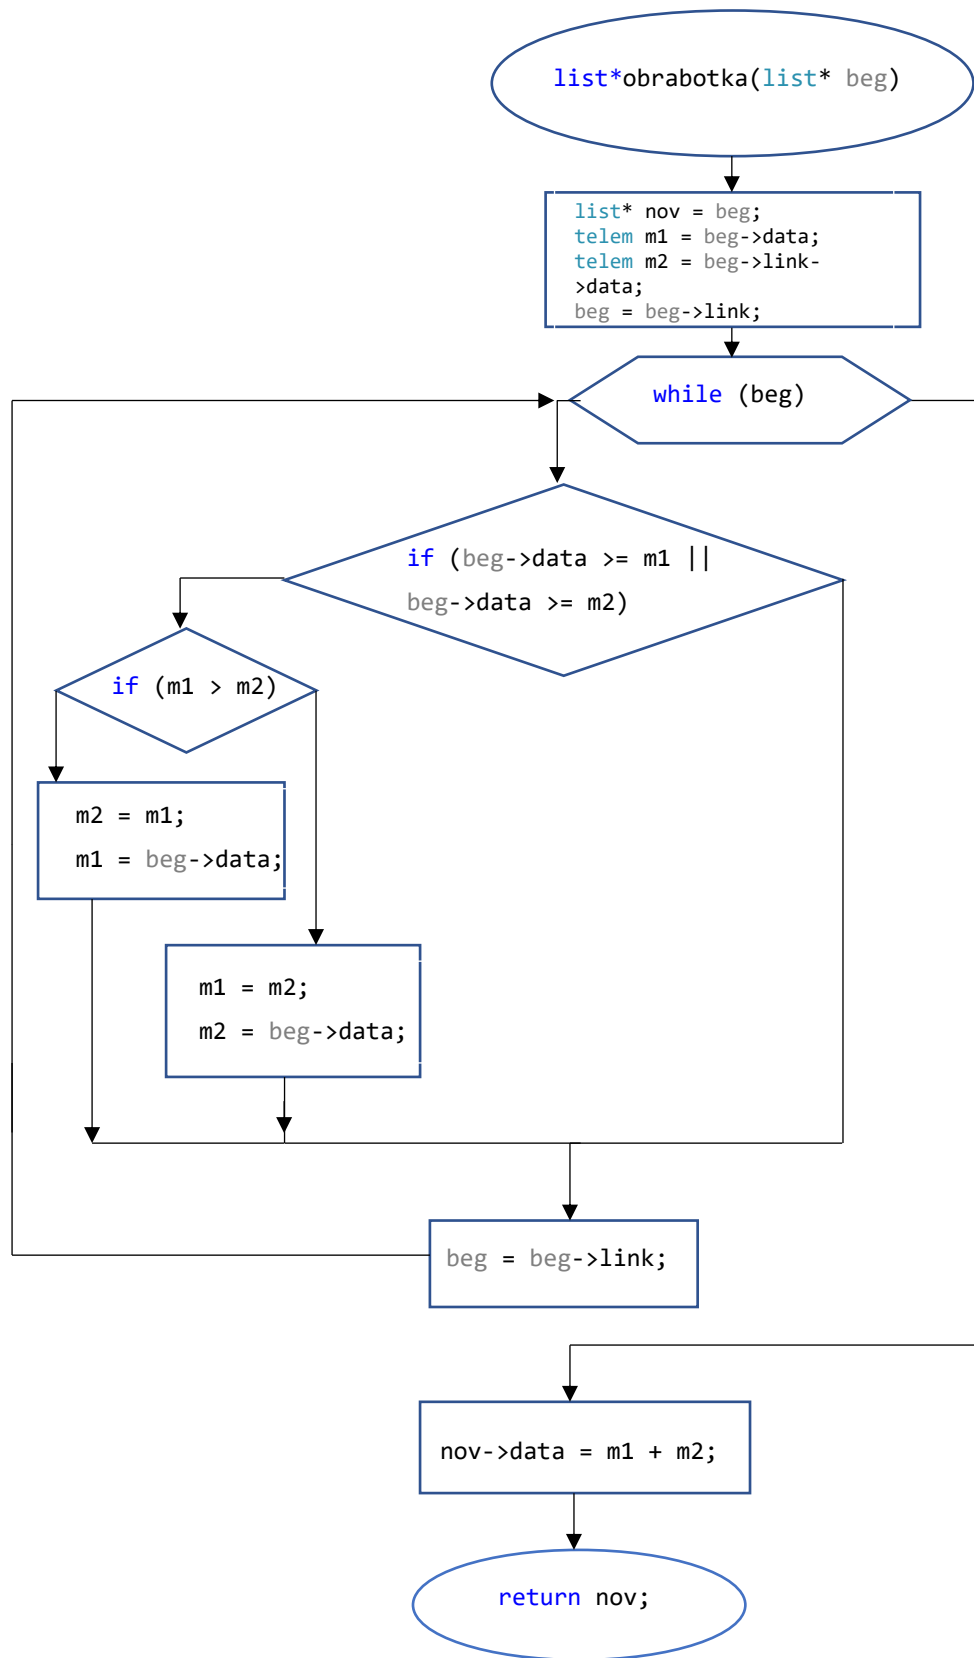 list*obrabotka(list* beg)
list* nov = beg;
telem m1 = beg->data;
telem m2 = beg->link-
>data;
beg = beg->link;
while (beg)
if (beg->data >= m1 ||
beg->data >= m2)
if (m1 > m2)
m2 = m1;
m1 = beg->data;
m1 = m2;
m2 = beg->data;
beg = beg->link;
nov->data = m1 + m2;
return nov;